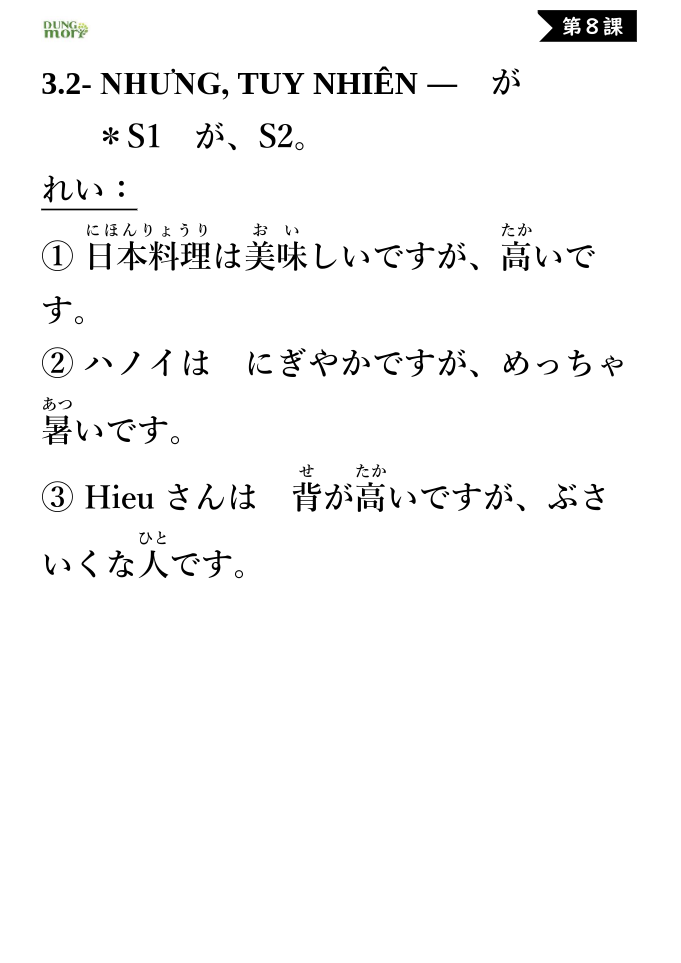 DUNG
mori
第8課
3.2- NHƯNG, TUY NHIÊN —　が
＊S1　が、S2。
れい：
にほんりょうり　おい　たか
① 日本料理は美味しいですが、高いで
す。
② ハノイは　にぎやかですが、めっちゃ
あつ
暑いです。
せ　たか
③ Hieu さんは　背が高いですが、ぶさ
ひと
いくな人です。